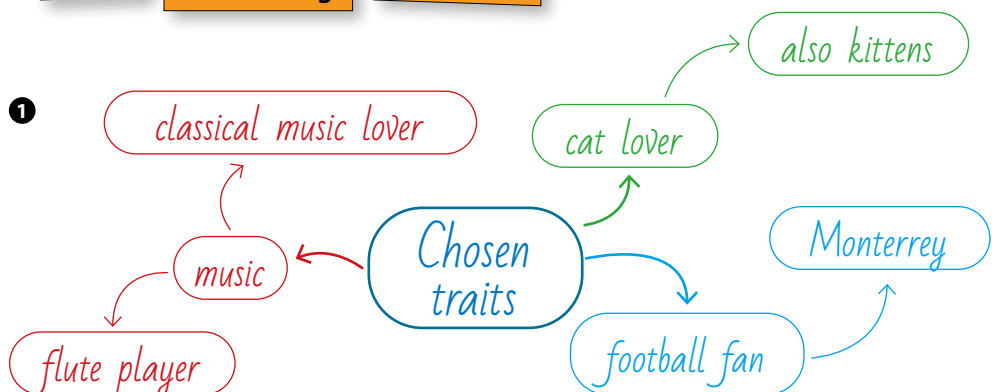 also kittens
1
classical music lover
cat lover
Chosen
traits
Monterrey
music
football fan
flute player